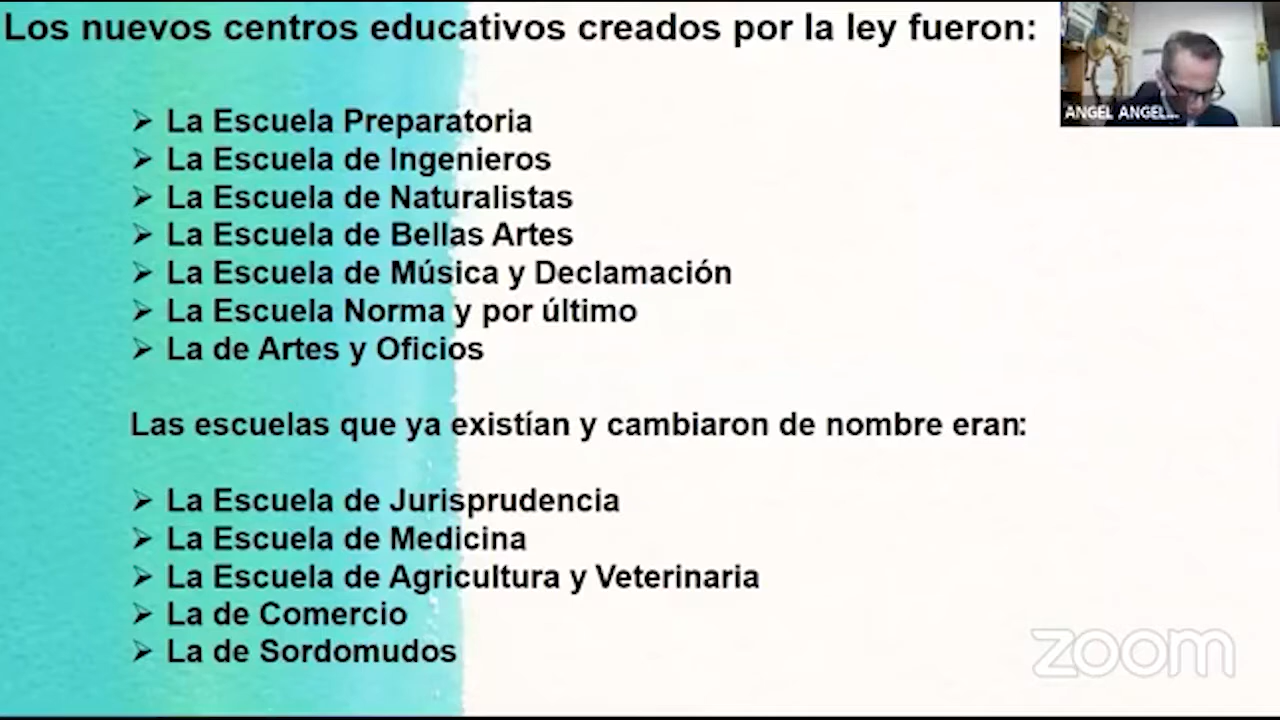 Los nuevos centros educativos creados por la ley fueron:
ANGEL ANGEL...
➢ La Escuela Preparatoria
➢ La Escuela de Ingenieros
➢ La Escuela de Naturalistas
➢ La Escuela de Bellas Artes
➢ La Escuela de Música y Declamación
➢ La Escuela Norma y por último
➢ La de Artes y Oficios
Las escuelas que ya existían y cambiaron de nombre eran:
➢ La Escuela de Jurisprudencia
➢ La Escuela de Medicina
➢ La Escuela de Agricultura y Veterinaria
➢ La de Comercio
➢ La de Sordomudos
zoom